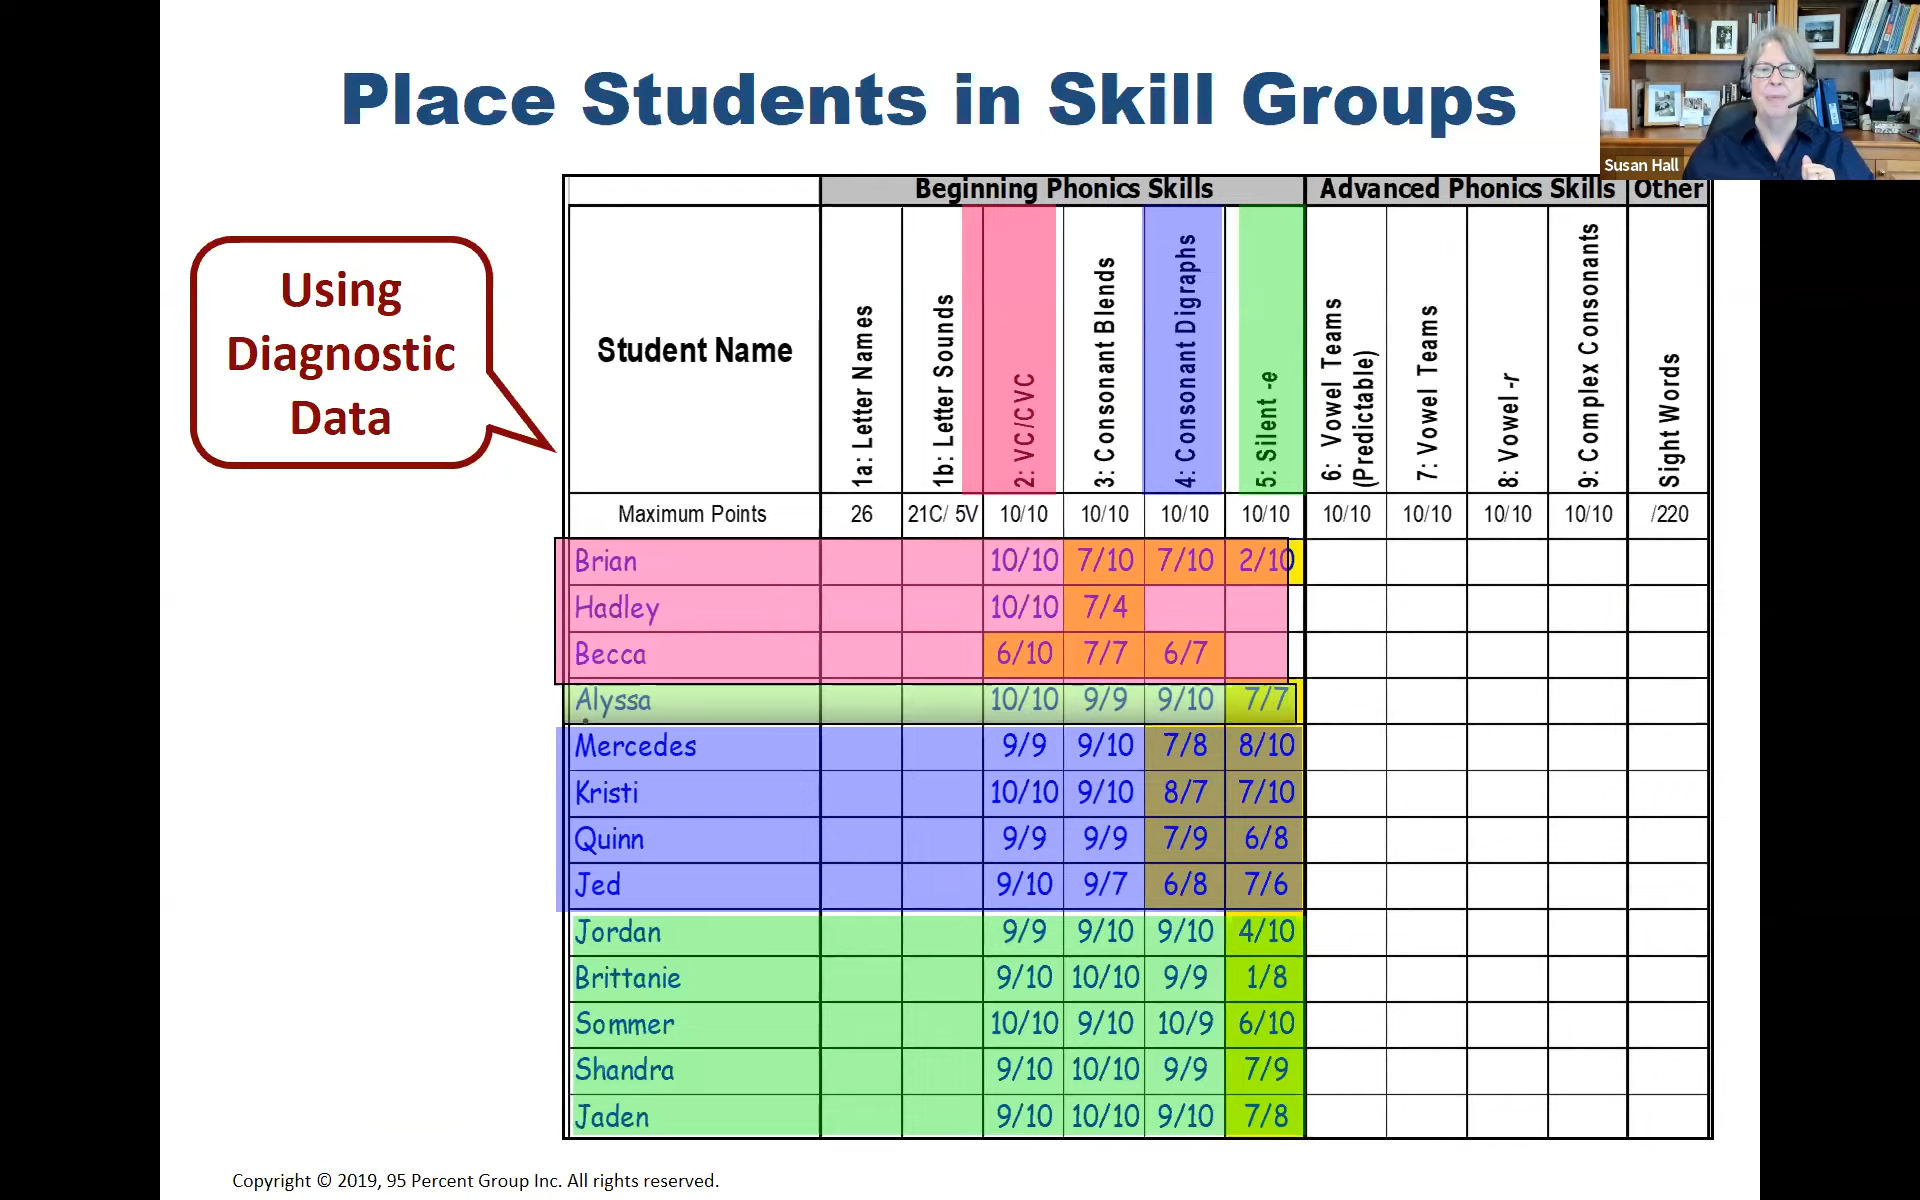 Place Students in Skill Groups
Susan Hall
Using
Diagnostic
Data
Beginning Phonics Skills Advanced Phonics Skills Other
Student Name 1a: Letter Names 1b: Letter Sounds 2: VC/CVC 3: Consonant Blends 4: Consonant Digraphs 5: Silent -e 6: Vowel Teams (Predictable) 7: Vowel Teams 8: Vowel -r 9: Complex Consonants Sight Words
Maximum Points 26 21C/ 5V 10/10 10/10 10/10 10/10 10/10 10/10 10/10 10/10 /220
Brian 10/10 7/10 7/10 2/10
Hadley 10/10 7/4
Becca 6/10 7/7 6/7
Alyssa 10/10 9/9 9/10 7/7
Mercedes 9/9 9/10 7/8 8/10
Kristi 10/10 9/10 8/7 7/10
Quinn 9/9 9/9 7/9 6/8
Jed 9/10 9/7 6/8 7/6
Jordan 9/9 9/10 9/10 4/10
Brittanie 9/10 10/10 9/9 1/8
Sommer 10/10 9/10 10/9 6/10
Shandra 9/10 10/10 9/9 7/9
Jaden 9/10 10/10 9/10 7/8
Copyright © 2019, 95 Percent Group Inc. All rights reserved.